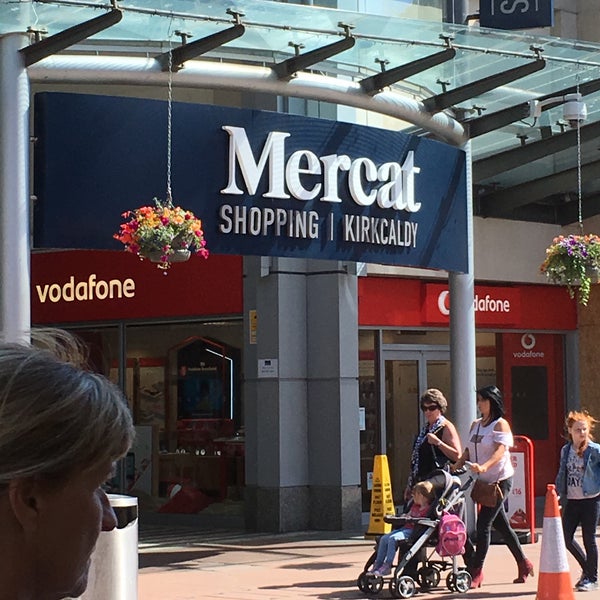 Mercat
SHOPPING | KIRKCALDY
vodafone
vodafone
vodafone